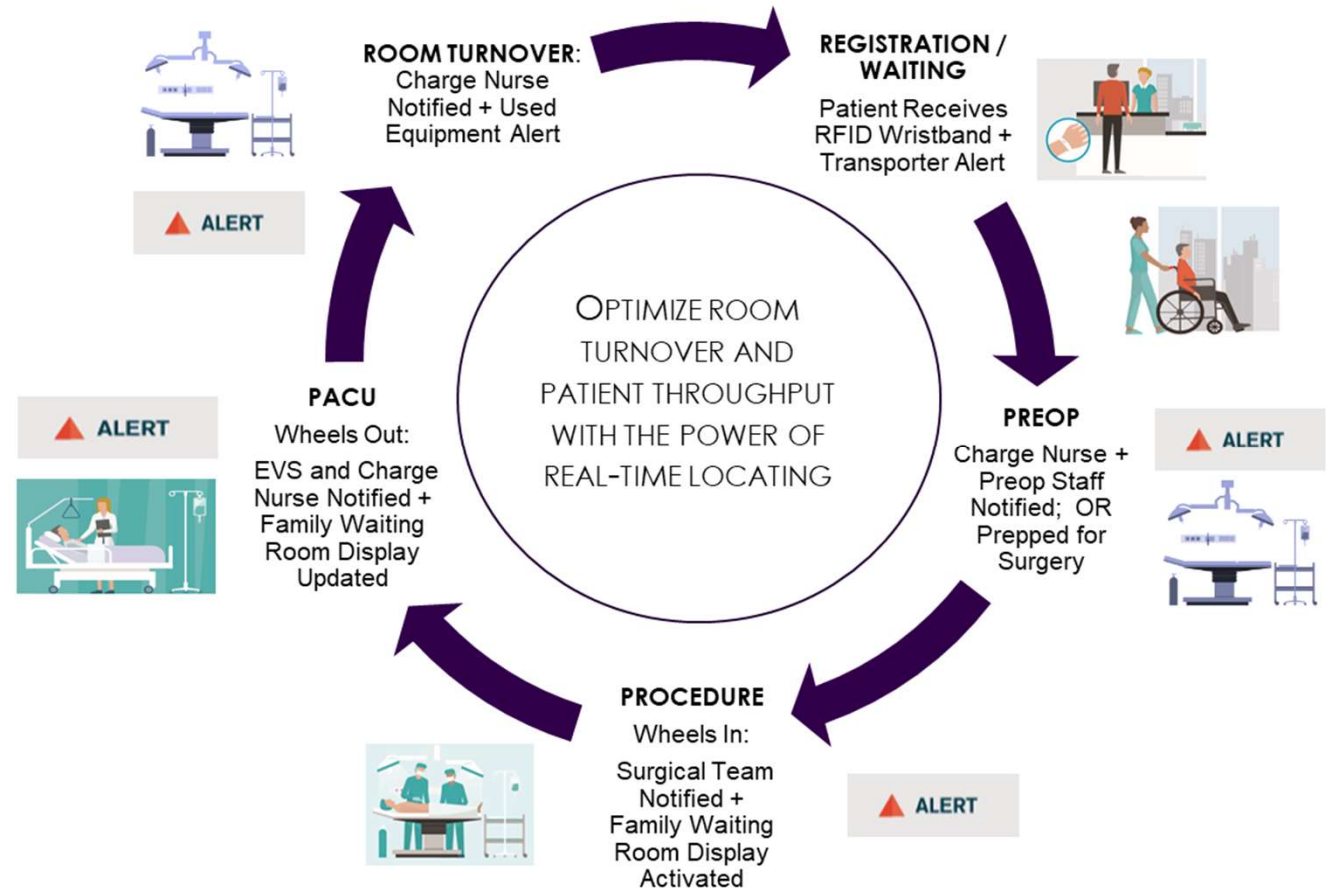 ROOM TURNOVER:
Charge Nurse
Notified + Used
Equipment Alert
ALERT
REGISTRATION /
WAITING
Patient Receives
RFID Wristband +
Transporter Alert
OPTIMIZE ROOM
TURNOVER AND
PATIENT THROUGHPUT
WITH THE POWER OF
REAL-TIME LOCATING
PREOP
Charge Nurse +
Preop Staff
Notified; OR
Prepped for
Surgery
ALERT
PROCEDURE
Wheels In:
Surgical Team
Notified +
Family Waiting
Room Display
Activated
ALERT
PACU
Wheels Out:
EVS and Charge
Nurse Notified +
Family Waiting
Room Display
Updated
ALERT